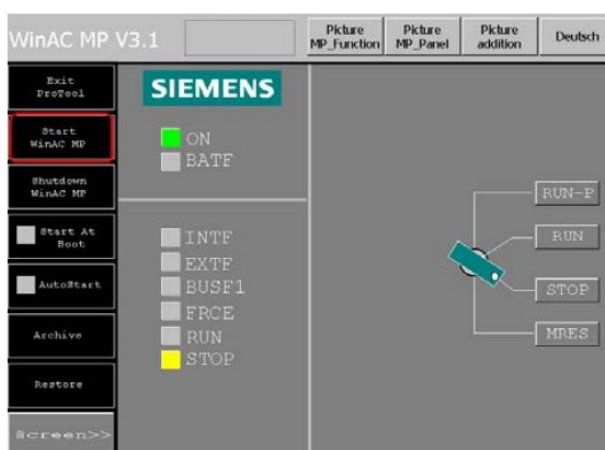 WinAC MP V3.1
Picture
MP_Function
Picture
MP_Panel
Picture
addition
Deutsch
Exit
ProTool
Start
WinAC MP
Shutdown
WinAC MP
Start At
Boot
AutoStart
Archive
Restore
Screen>>
SIEMENS
ON
BATF
INTF
EXTF
BUSF1
FRCE
RUN
STOP
RUN-P
RUN
STOP
MRES